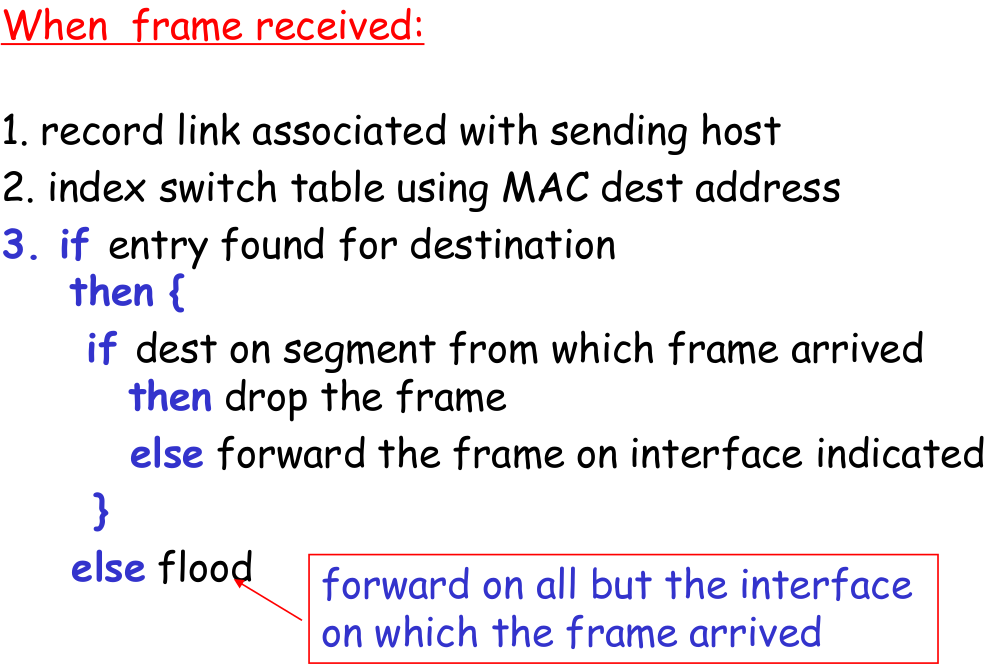 When frame received:
1. record link associated with sending host
2. index switch table using MAC dest address
3. if entry found for destination
then {
if dest on segment from which frame arrived
then drop the frame
else forward the frame on interface indicated
}
else flood
forward on all but the interface
on which the frame arrived